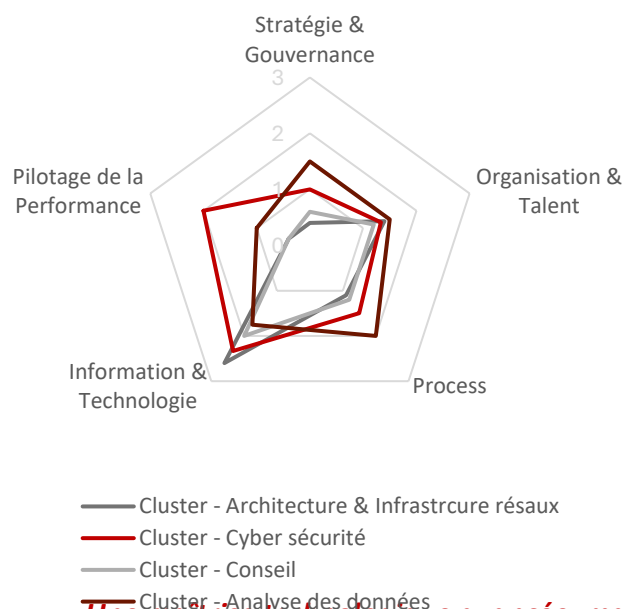 Stratégie &
Gouvernance
3
2
1
0
Organisation &
Talent
Process
Information &
Technologie
Pilotage de la
Performance
Cluster - Architecture & Infrastrcure résaux
Cluster - Cyber sécurité
Cluster - Conseil
Cluster - Analyse des données